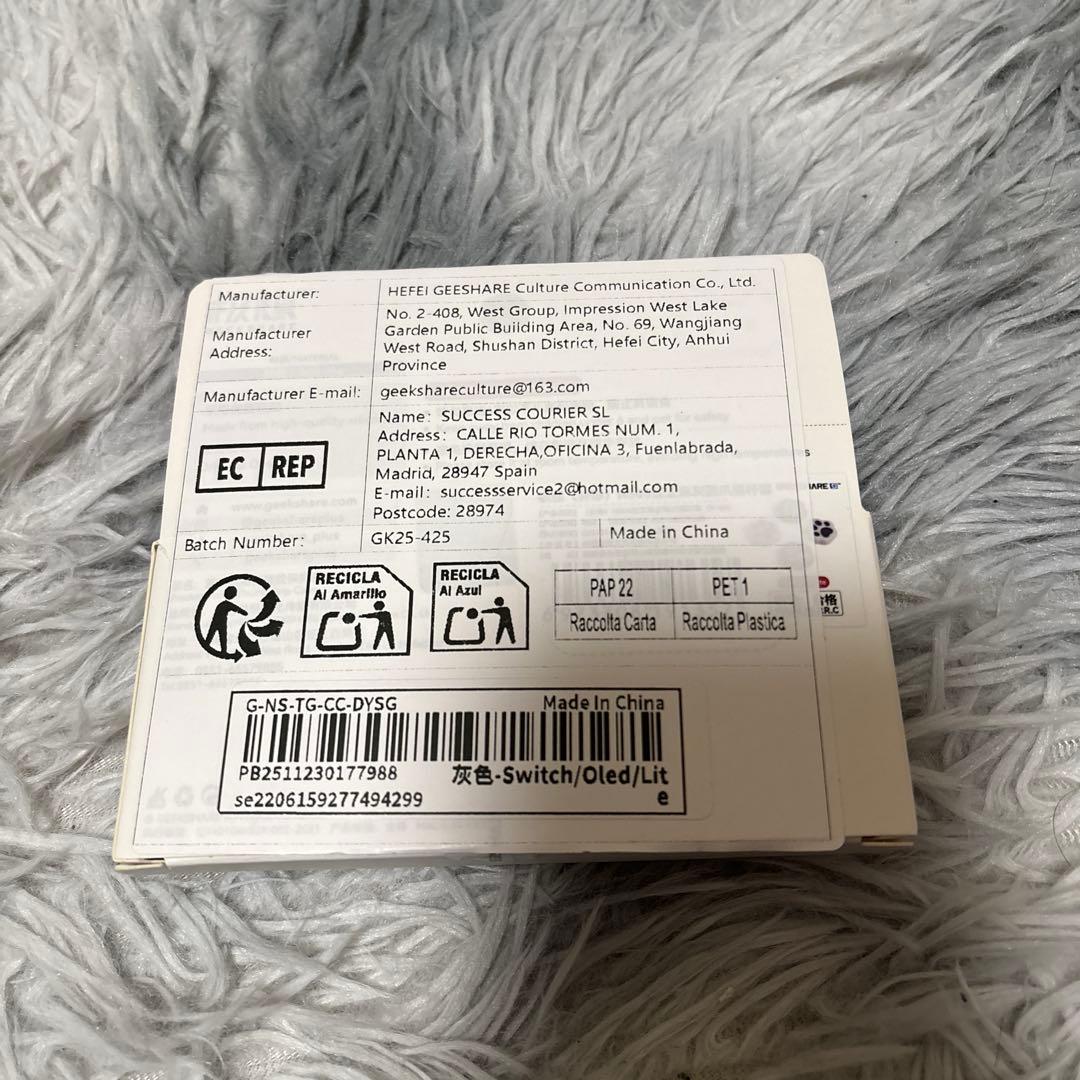 Manufacturer:
HEFEI GEESHARE Culture Communication Co., Ltd.
Manufacturer
Address:
No. 2-408, West Group, Impression West Lake
Garden Public Building Area, No. 69, Wangjiang
West Road, Shushan District, Hefei City, Anhui
Province
Manufacturer E-mail:
geekshareculture@163.com
EC REP
Name: SUCCESS COURIER SL
Address: CALLE RIO TORMES NUM. 1,
PLANTA 1, DERECHA,OFICINA 3, Fuenlabrada,
Madrid, 28947 Spain
E-mail: successservice2@hotmail.com
Postcode: 28974
Batch Number:
GK25-425
Made in China
RECICLA
Al Amarillo
RECICLA
Al Azul
PAP 22
PET 1
Raccolta Carta
Raccolta Plastica
G-NS-TG-CC-DYSG
Made In China
PB2511230177988
灰色-Switch/Oled/Lit
e
se2206159277494299